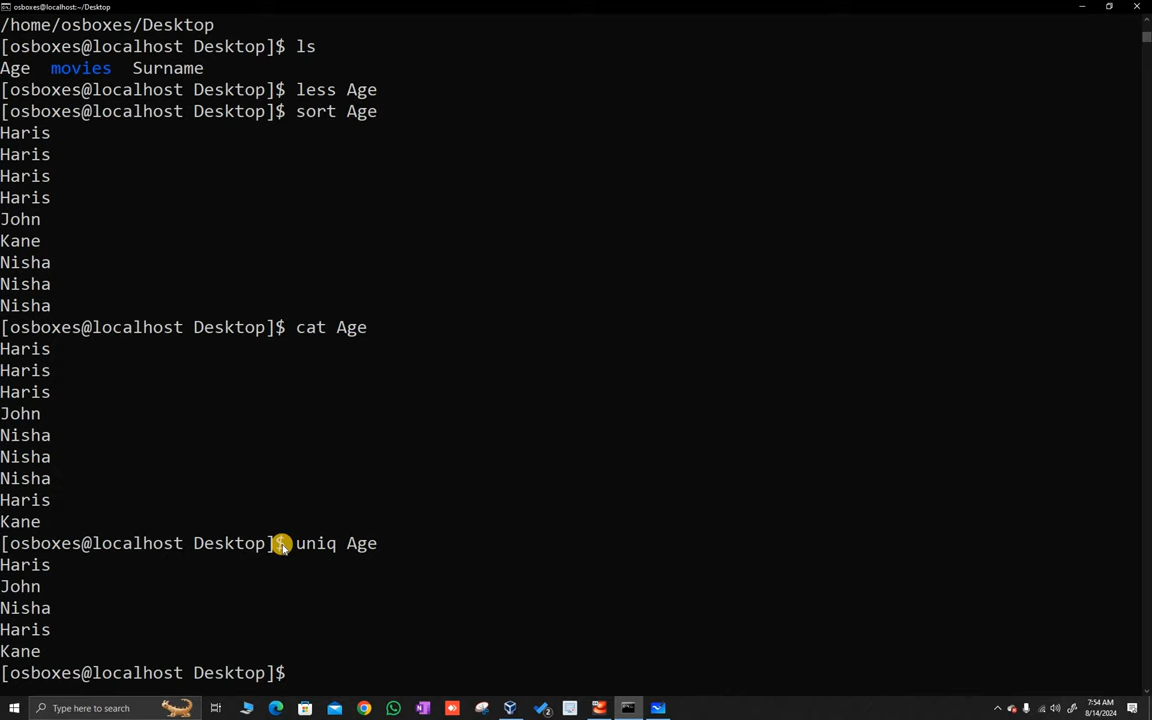 osboxes@localhost:~/Desktop
/home/osboxes/Desktop
[osboxes@localhost Desktop]$ ls
Age movies Surname
[osboxes@localhost Desktop]$ less Age
[osboxes@localhost Desktop]$ sort Age
Haris
Haris
Haris
Haris
John
Kane
Nisha
Nisha
Nisha
[osboxes@localhost Desktop]$ cat Age
Haris
Haris
Haris
John
Nisha
Nisha
Nisha
Haris
Kane
[osboxes@localhost Desktop]$ uniq Age
Haris
John
Nisha
Haris
Kane
[osboxes@localhost Desktop]$
Type here to search
2
7:54 AM
8/14/2024